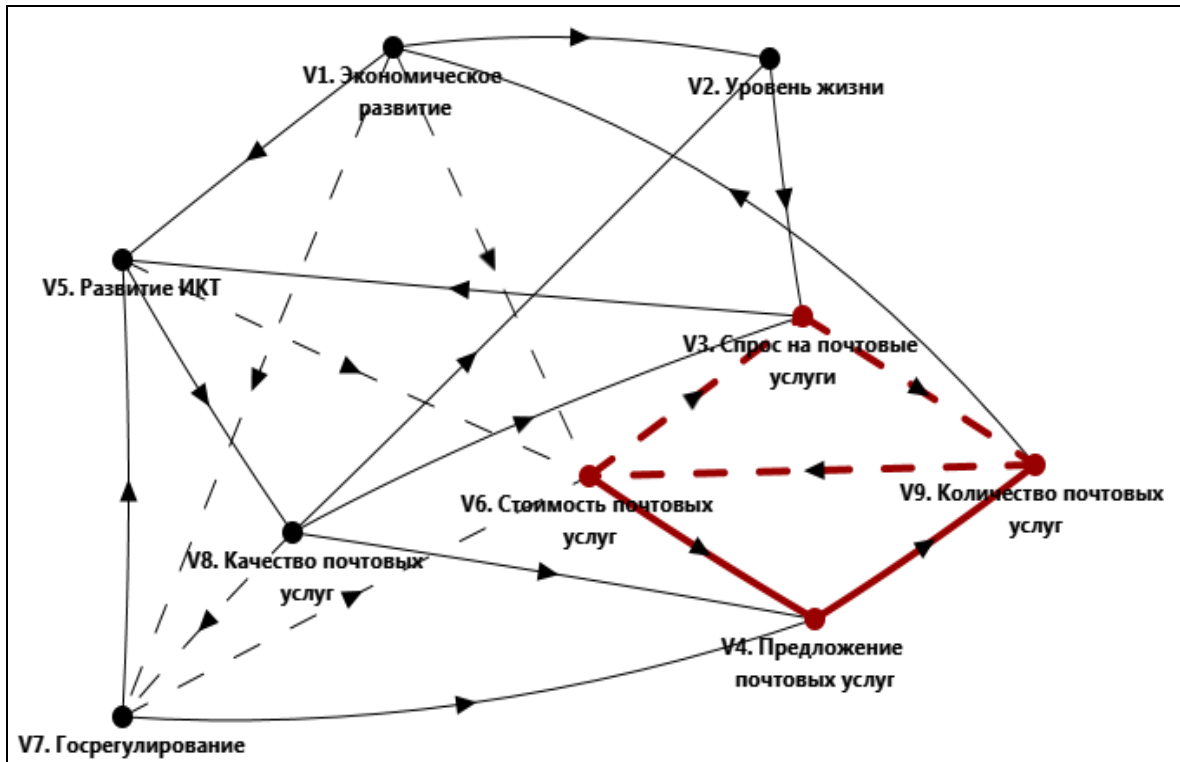 V1. Экономическое
развитие
V2. Уровень жизни
V5. Развитие ИКТ
V3. Спрос на почтовые
услуги
V6. Стоимость почтовых
услуг
V9. Количество почтовых
услуг
V8. Качество почтовых
услуг
V4. Предложение
почтовых услуг
V7. Госрегулирование